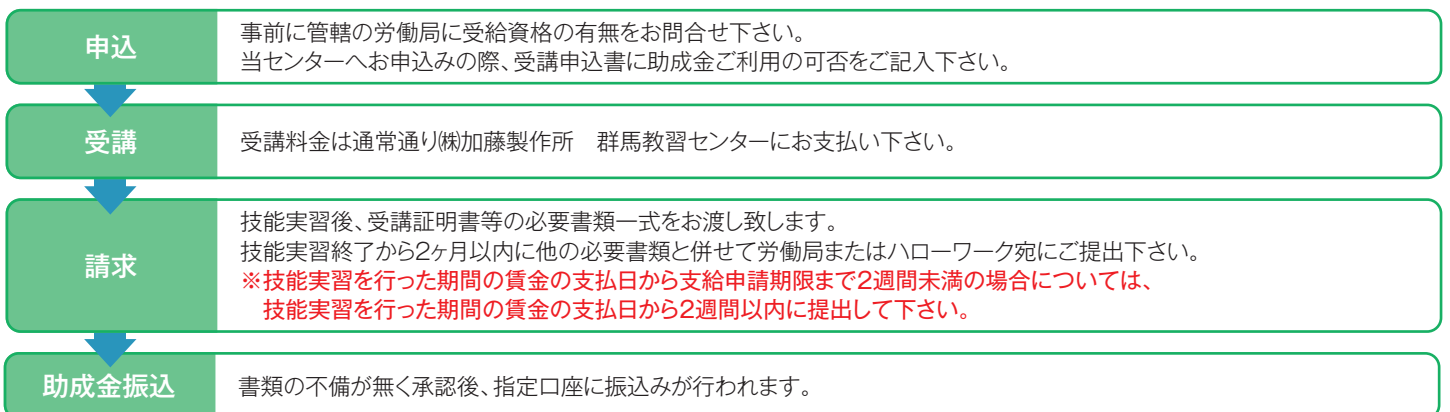 申込
事前に管轄の労働局に受給資格の有無をお問合せ下さい。
当センターへお申込みの際、受講申込書に助成金ご利用の可否をご記入下さい。
受講
受講料金は通常通り㈱加藤製作所　群馬教習センターにお支払い下さい。
請求
技能実習後、受講証明書等の必要書類一式をお渡し致します。
技能実習終了から2ヶ月以内に他の必要書類と併せて労働局またはハローワーク宛にご提出下さい。
※技能実習を行った期間の賃金の支払日から支給申請期限まで2週間未満の場合については、
技能実習を行った期間の賃金の支払日から2週間以内に提出して下さい。
助成金振込
書類の不備が無く承認後、指定口座に振込みが行われます。